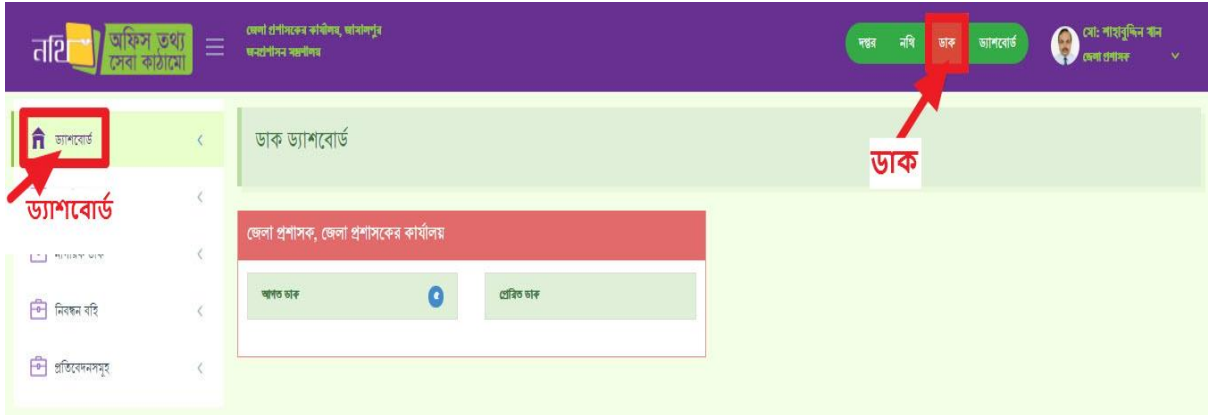 নথি
অফিস তথ্য
সেবা কাঠামো
জেলা প্রশাসকের কার্যালয়, জামালপুর
জনপ্রশাসন মন্ত্রণালয়
দপ্তর নথি ডাক ড্যাশবোর্ড
মো: শাহাবুদ্দিন খান
জেলা প্রশাসক
ড্যাশবোর্ড
ডাক ড্যাশবোর্ড
ডাক
ড্যাশবোর্ড
জেলা প্রশাসক, জেলা প্রশাসকের কার্যালয়
নাগরিক ডাক
আগত ডাক ৫ প্রেরিত ডাক
নিবন্ধন বহি
প্রতিবেদনসমূহ